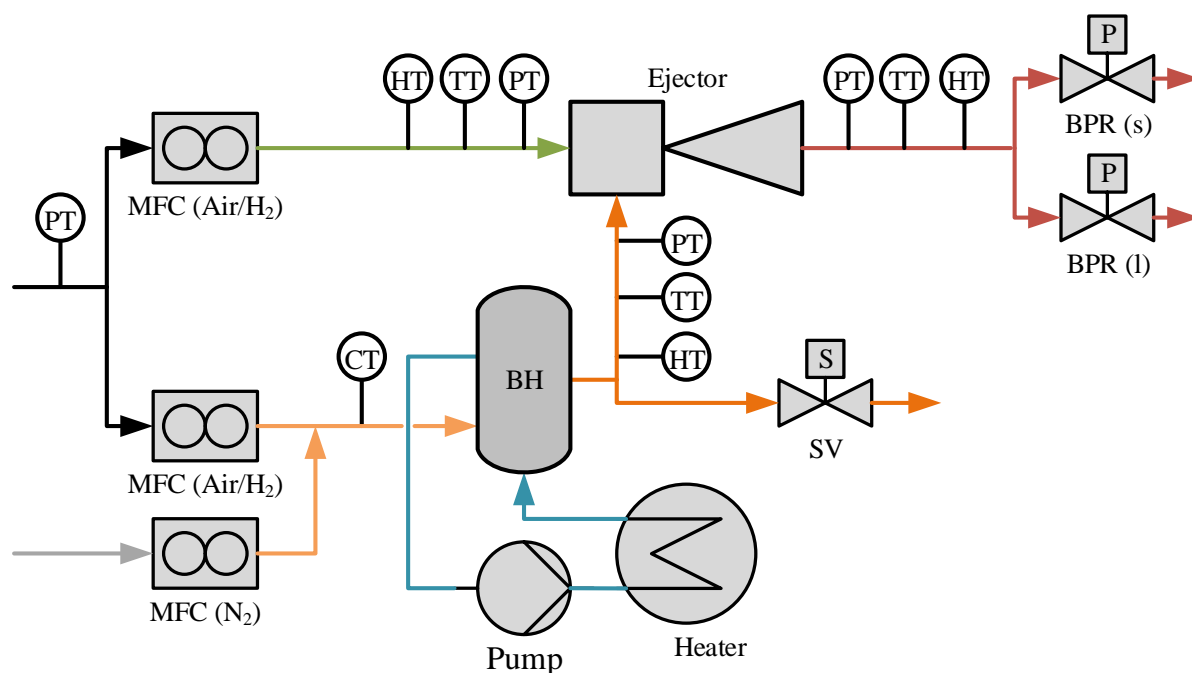 P
HT TT PT Ejector PT TT HT
BPR (s)
MFC (Air/H₂)
P
PT
PT
BPR (l)
TT
CT
HT
BH
S
SV
MFC (Air/H₂)
MFC (N₂)
Pump
Heater